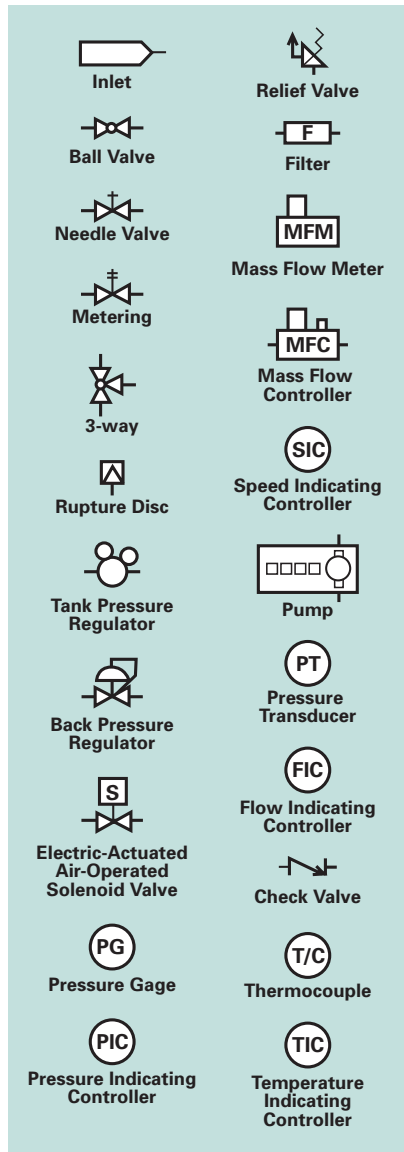 Inlet
Ball Valve
Needle Valve
Metering
3-way
Rupture Disc
Tank Pressure
Regulator
Back Pressure
Regulator
S
Electric-Actuated
Air-Operated
Solenoid Valve
PG
Pressure Gage
PIC
Pressure Indicating
Controller
Relief Valve
F
Filter
MFM
Mass Flow Meter
MFC
Mass Flow
Controller
SIC
Speed Indicating
Controller
Pump
PT
Pressure
Transducer
FIC
Flow Indicating
Controller
Check Valve
T/C
Thermocouple
TIC
Temperature
Indicating
Controller